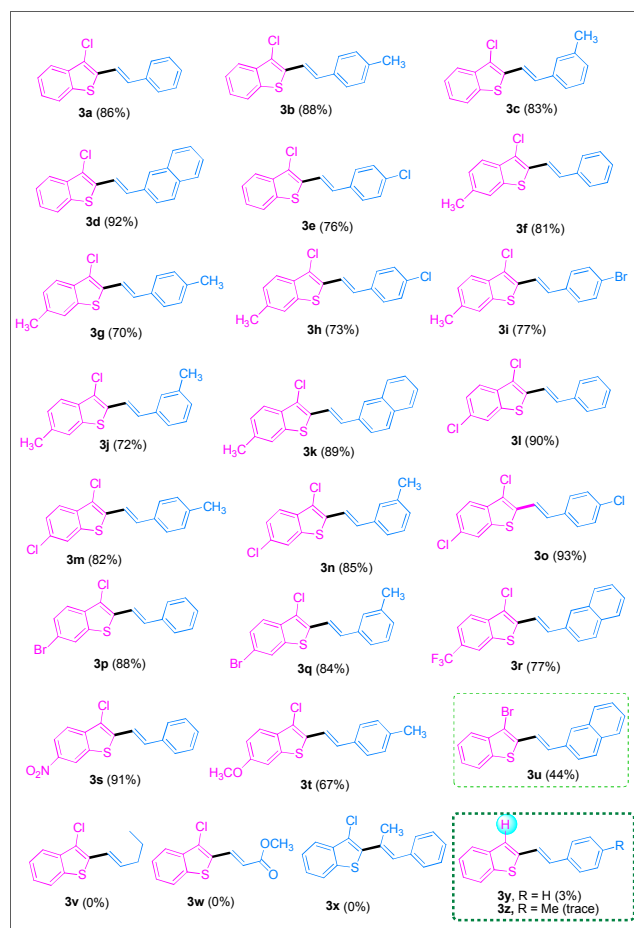 Cl
S
3a (86%)
Cl
CH₃
S
3b (88%)
CH₃
Cl
S
3c (83%)
Cl
S
3d (92%)
Cl
Cl
S
3e (76%)
Cl
S
H₃C
3f (81%)
Cl
CH₃
S
H₃C
3g (70%)
Cl
Cl
S
H₃C
3h (73%)
Cl
Br
S
H₃C
3i (77%)
CH₃
Cl
S
H₃C
3j (72%)
Cl
S
H₃C
3k (89%)
Cl
S
Cl
3l (90%)
Cl
CH₃
S
Cl
3m (82%)
CH₃
Cl
S
Cl
3n (85%)
Cl
Cl
S
Cl
3o (93%)
Cl
S
Br
3p (88%)
CH₃
Cl
S
Br
3q (84%)
Cl
S
F₃C
3r (77%)
Cl
S
O₂N
3s (91%)
Cl
CH₃
S
H₃CO
3t (67%)
Br
S
3u (44%)
Cl
S
3v (0%)
Cl
OCH₃
O
S
3w (0%)
Cl
CH₃
S
3x (0%)
H
R
S
3y, R = H (3%)
3z, R = Me (trace)